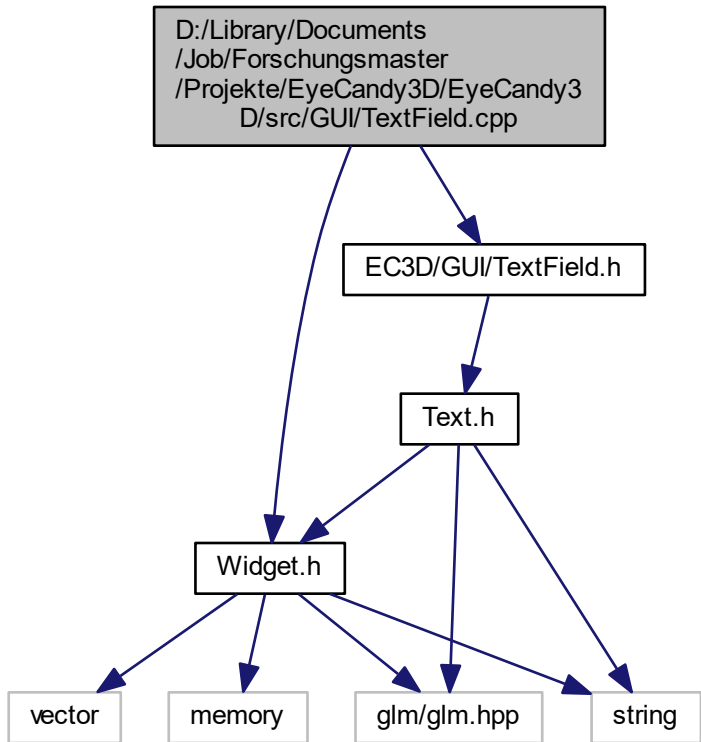 D:/Library/Documents
/Job/Forschungsmaster
/Projekte/EyeCandy3D/EyeCandy3
D/src/GUI/TextField.cpp
EC3D/GUI/TextField.h
Text.h
Widget.h
vector
memory
glm/glm.hpp
string